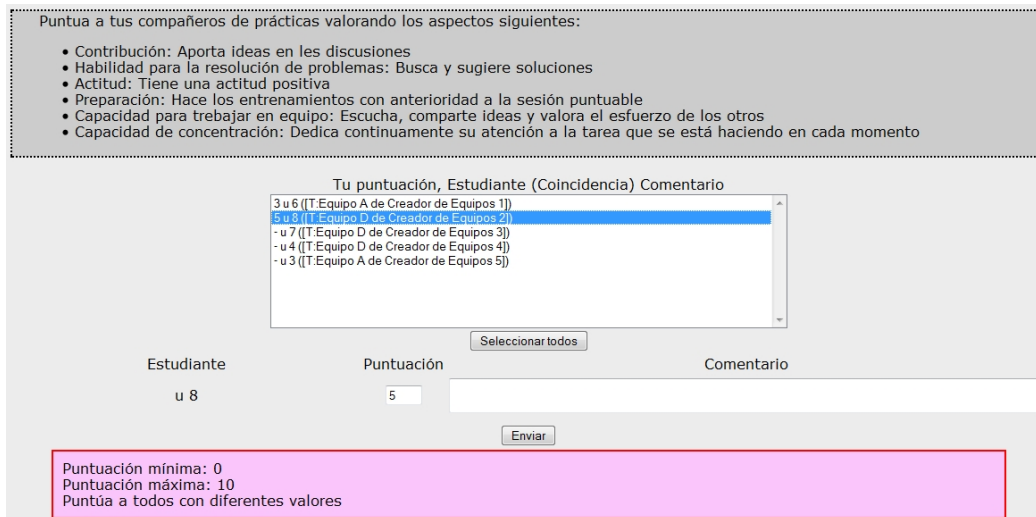 Puntua a tus compañeros de prácticas valorando los aspectos siguientes:
• Contribución: Aporta ideas en les discusiones
• Habilidad para la resolución de problemas: Busca y sugiere soluciones
• Actitud: Tiene una actitud positiva
• Preparación: Hace los entrenamientos con anterioridad a la sesión puntuable
• Capacidad para trabajar en equipo: Escucha, comparte ideas y valora el esfuerzo de los otros
• Capacidad de concentración: Dedica continuamente su atención a la tarea que se está haciendo en cada momento
Tu puntuación, Estudiante (Coincidencia) Comentario
3 u 6 ([T:Equipo A de Creador de Equipos 1])
5 u 8 ([T:Equipo D de Creador de Equipos 2])
- u 7 ([T:Equipo D de Creador de Equipos 3])
- u 4 ([T:Equipo D de Creador de Equipos 4])
- u 3 ([T:Equipo A de Creador de Equipos 5])
Seleccionar todos
Estudiante Puntuación Comentario
u 8 5
Enviar
Puntuación mínima: 0
Puntuación máxima: 10
Puntúa a todos con diferentes valores